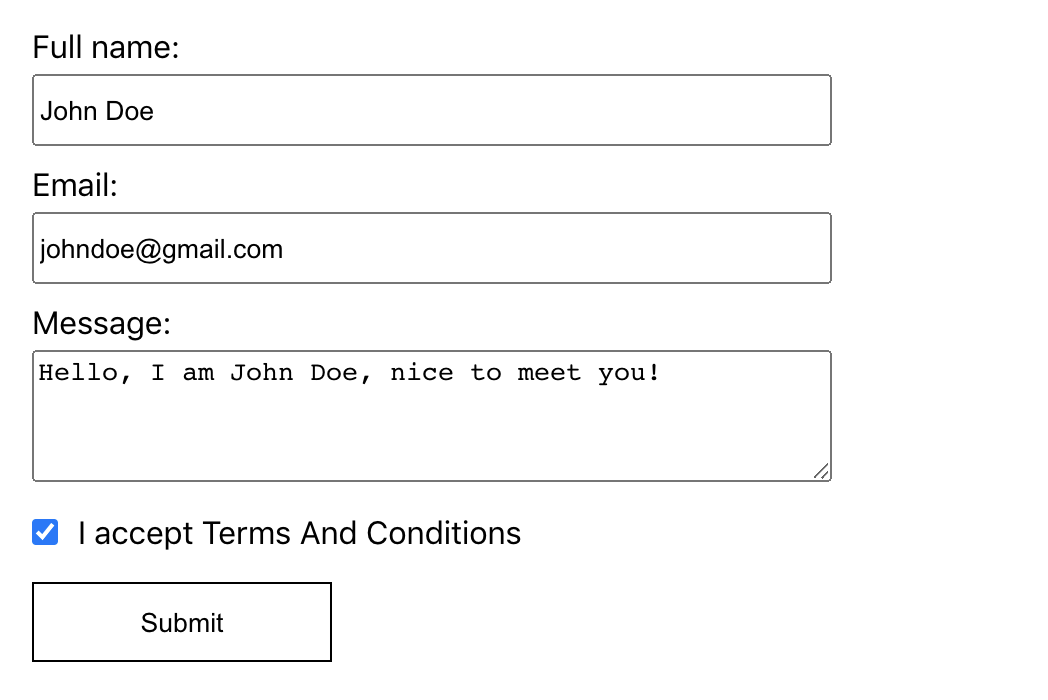 Full name:
John Doe
Email:
johndoe@gmail.com
Message:
Hello, I am John Doe, nice to meet you!
I accept Terms And Conditions
Submit